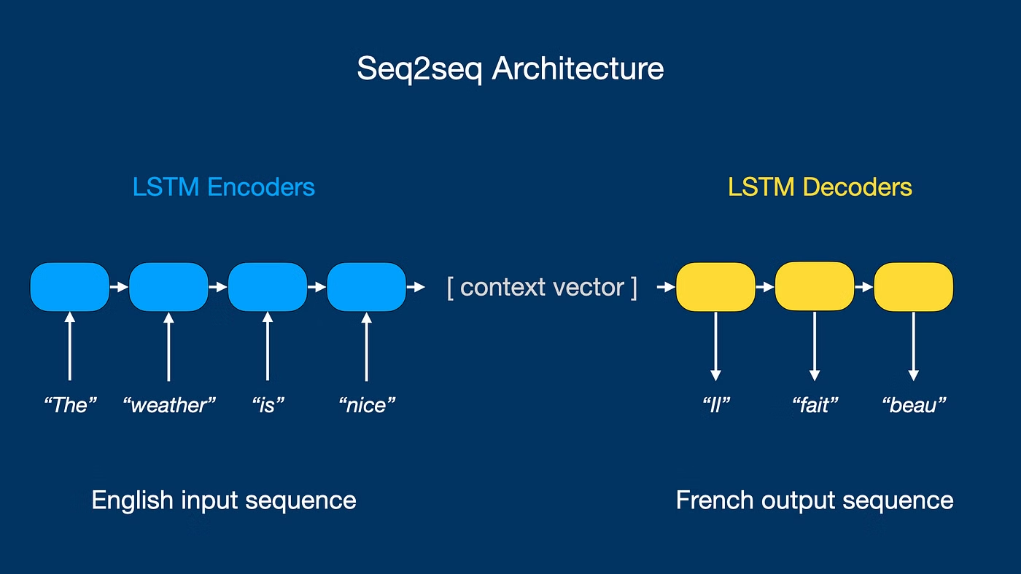 Seq2seq Architecture
LSTM Encoders
LSTM Decoders
[ context vector ]
“The” “weather” “is” “nice”
“Il” “fait” “beau”
English input sequence
French output sequence